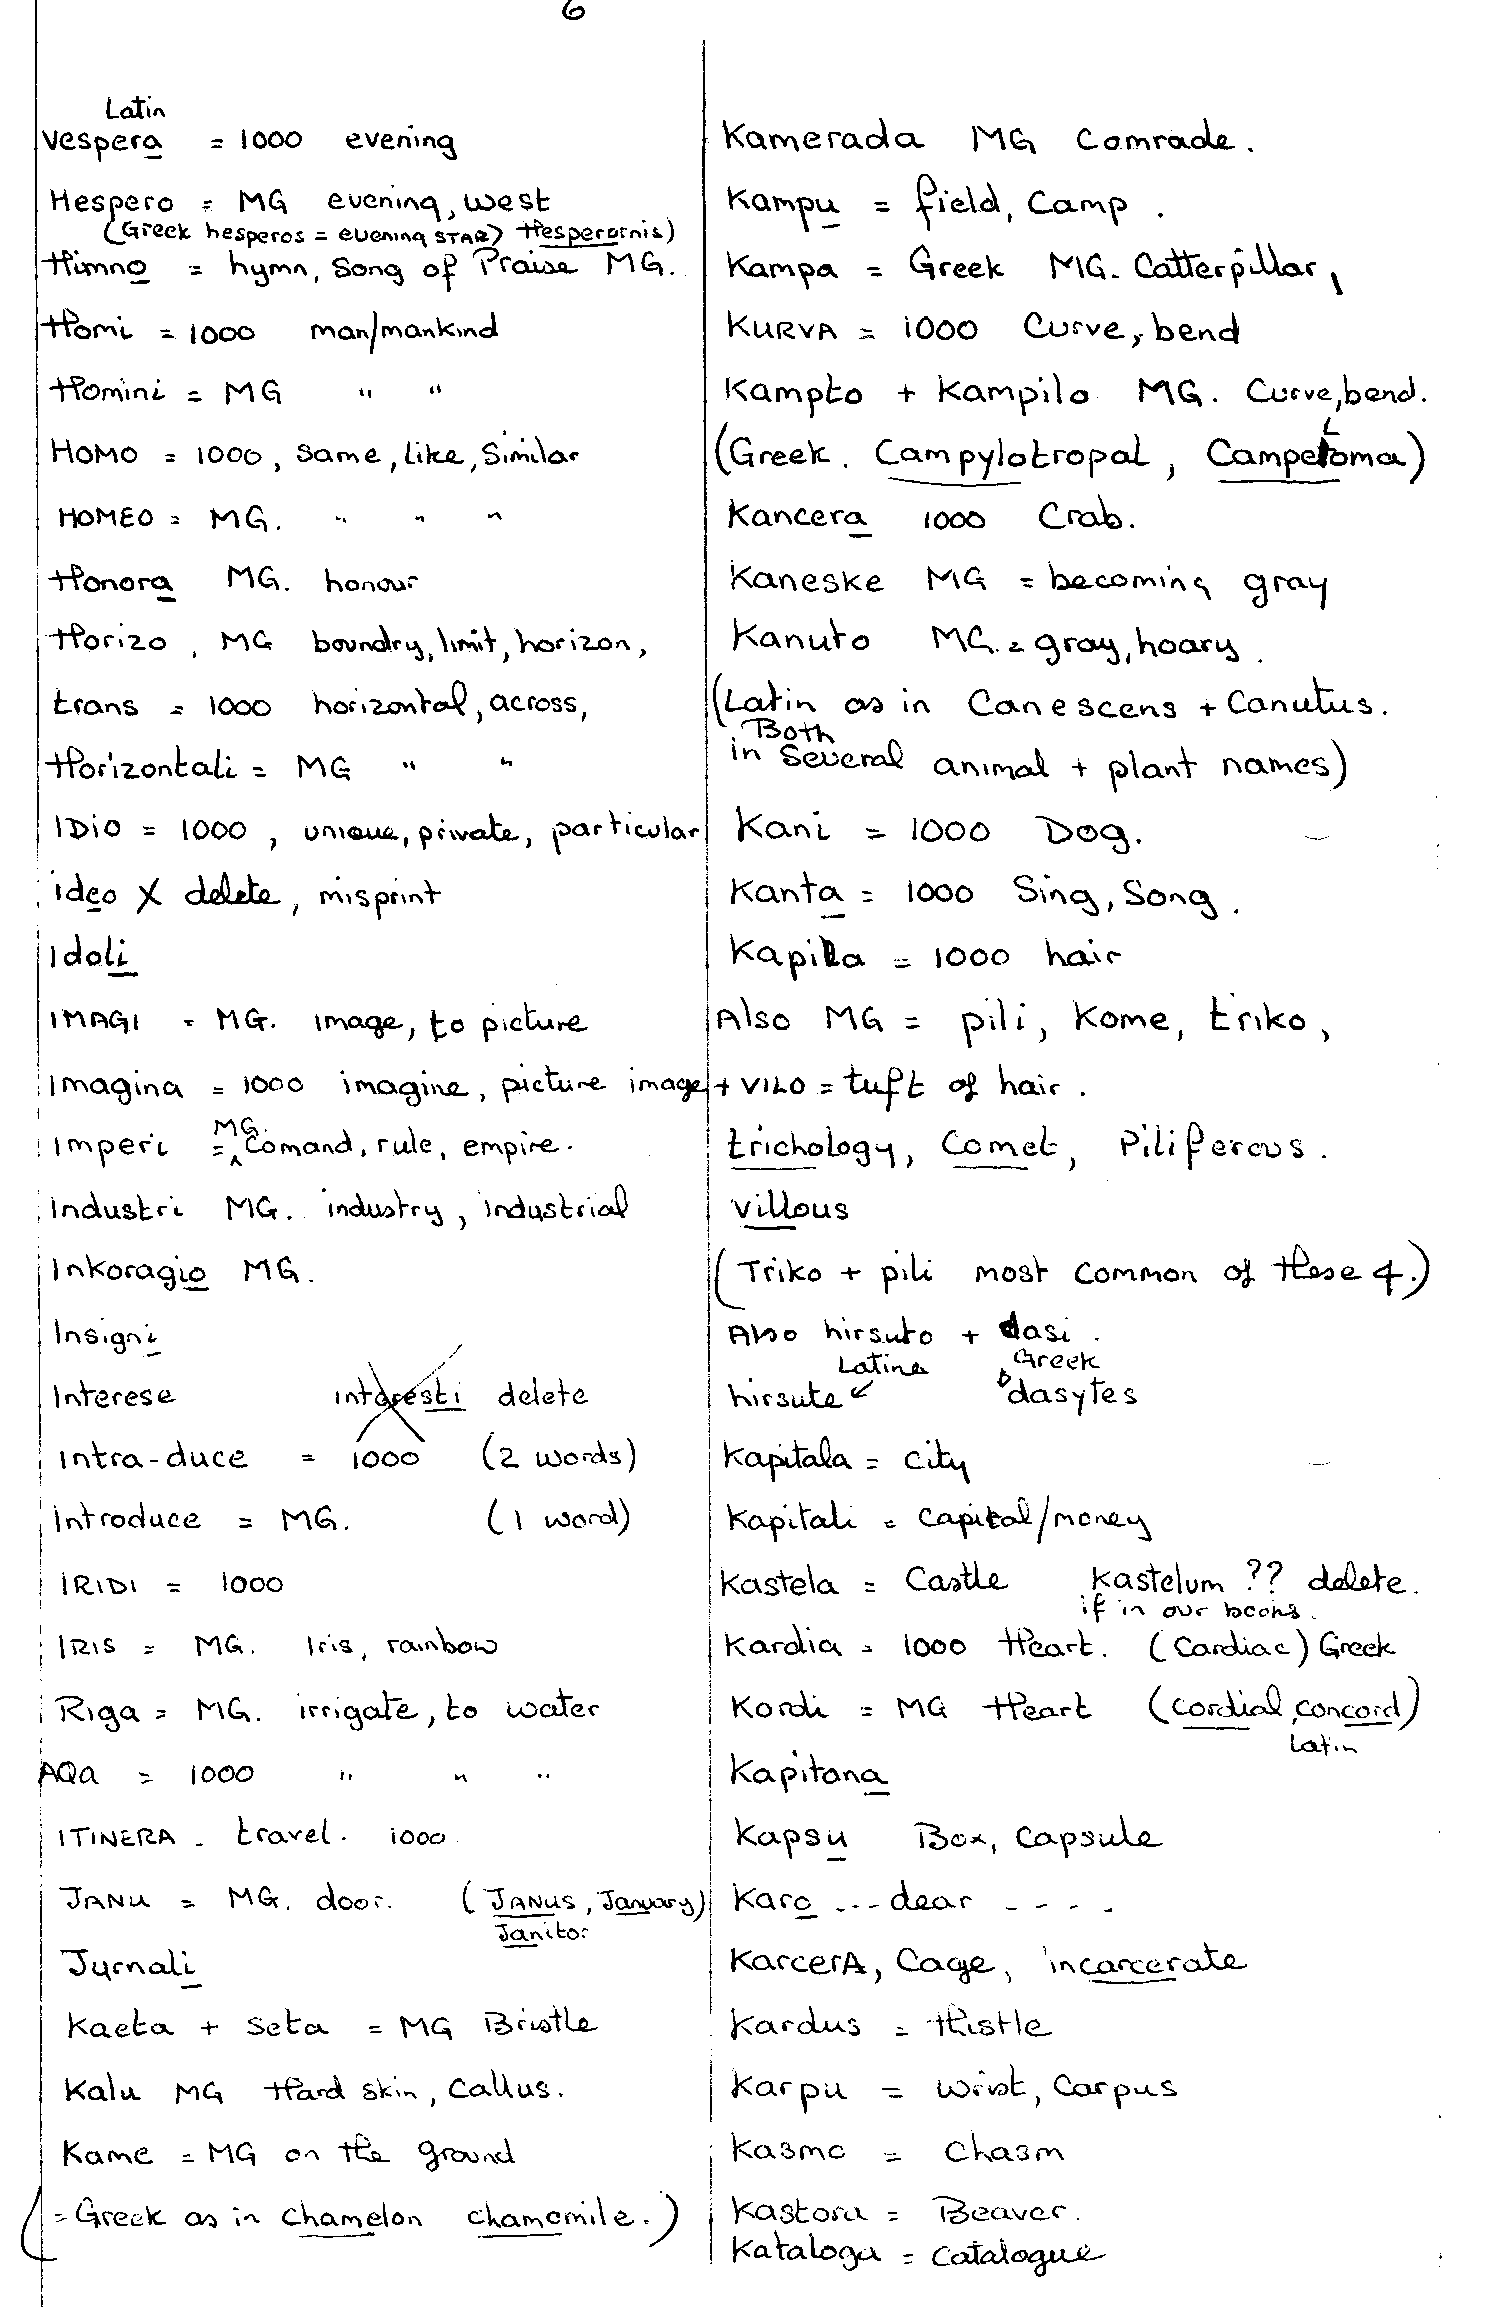 6
Latin
Vespera = 1000 evening
Hespero = MG evening, west
(Greek hesperos = evening STAR) Hesperornis)
Himno = hymn, Song of Praise MG.
Homi = 1000 man/mankind
Homini = MG " "
HOMO = 1000, same, like, similar
HOMEO = MG. " " "
Honora MG. honour
Horizo, MG boundry, limit, horizon,
trans = 1000 horizontal, across,
Horizontali = MG " "
IDIO = 1000, unique, private, particular
ideo X delete, misprint
Idoli
IMAGI = MG. image, to picture
Imagina = 1000 imagine, picture image
Imperi = MG. Comand, rule, empire.
Industri MG. industry, industrial
Inkoragio MG.
Insigni
Interese interesti delete
Intra-duce = 1000 (2 words)
Introduce = MG. (1 word)
IRIDI = 1000
IRIS = MG. Iris, rainbow
Riga = MG. irrigate, to water
AQa = 1000 " " "
ITINERA - travel. 1000
JANU = MG. door. (JANUS, January)
Janitor
Jurnali
Kaeta + Seta = MG Bristle
Kalu MG Hard skin, Callus.
Kame = MG on the ground
(= Greek as in chamelon chamomile.)
Kamerada MG Comrade.
Kampu = field, Camp.
Kampa = Greek MG. Catterpillar,
KURVA = 1000 Curve, bend
Kampto + Kampilo MG. Curve, bend.
(Greek. Campylotropal, Campetoma)
Kancera 1000 Crab.
Kaneske MG = becoming gray
Kanuto MG. = gray, hoary.
(Latin as in Canescens + Canutus.
Both
in Several animal + plant names)
Kani = 1000 Dog.
Kanta = 1000 Sing, Song.
Kapilla = 1000 hair
Also MG = pili, Kome, triko,
+ VILO = tuft of hair.
trichology, Comet, Piliferous.
villous
(Triko + pili most common of these 4.)
Also hirsuto + dasi.
Latine Greek
hirsute dasytes
Kapitala = city
Kapitali = capital/money
Kastela = Castle Kastelum ?? delete.
if in our books.
Kardia = 1000 Heart. (Cardiac) Greek
Kordi = MG Heart (cordial, concord)
Latin
Kapitana
Kapsu Box, Capsule
Karo ... dear - - - -
KarcerA, Cage, incarcerate
Kardus = thistle
Karpu = wrist, Carpus
Kasmo = Chasm
Kastoru = Beaver.
Katalogu = catalogue